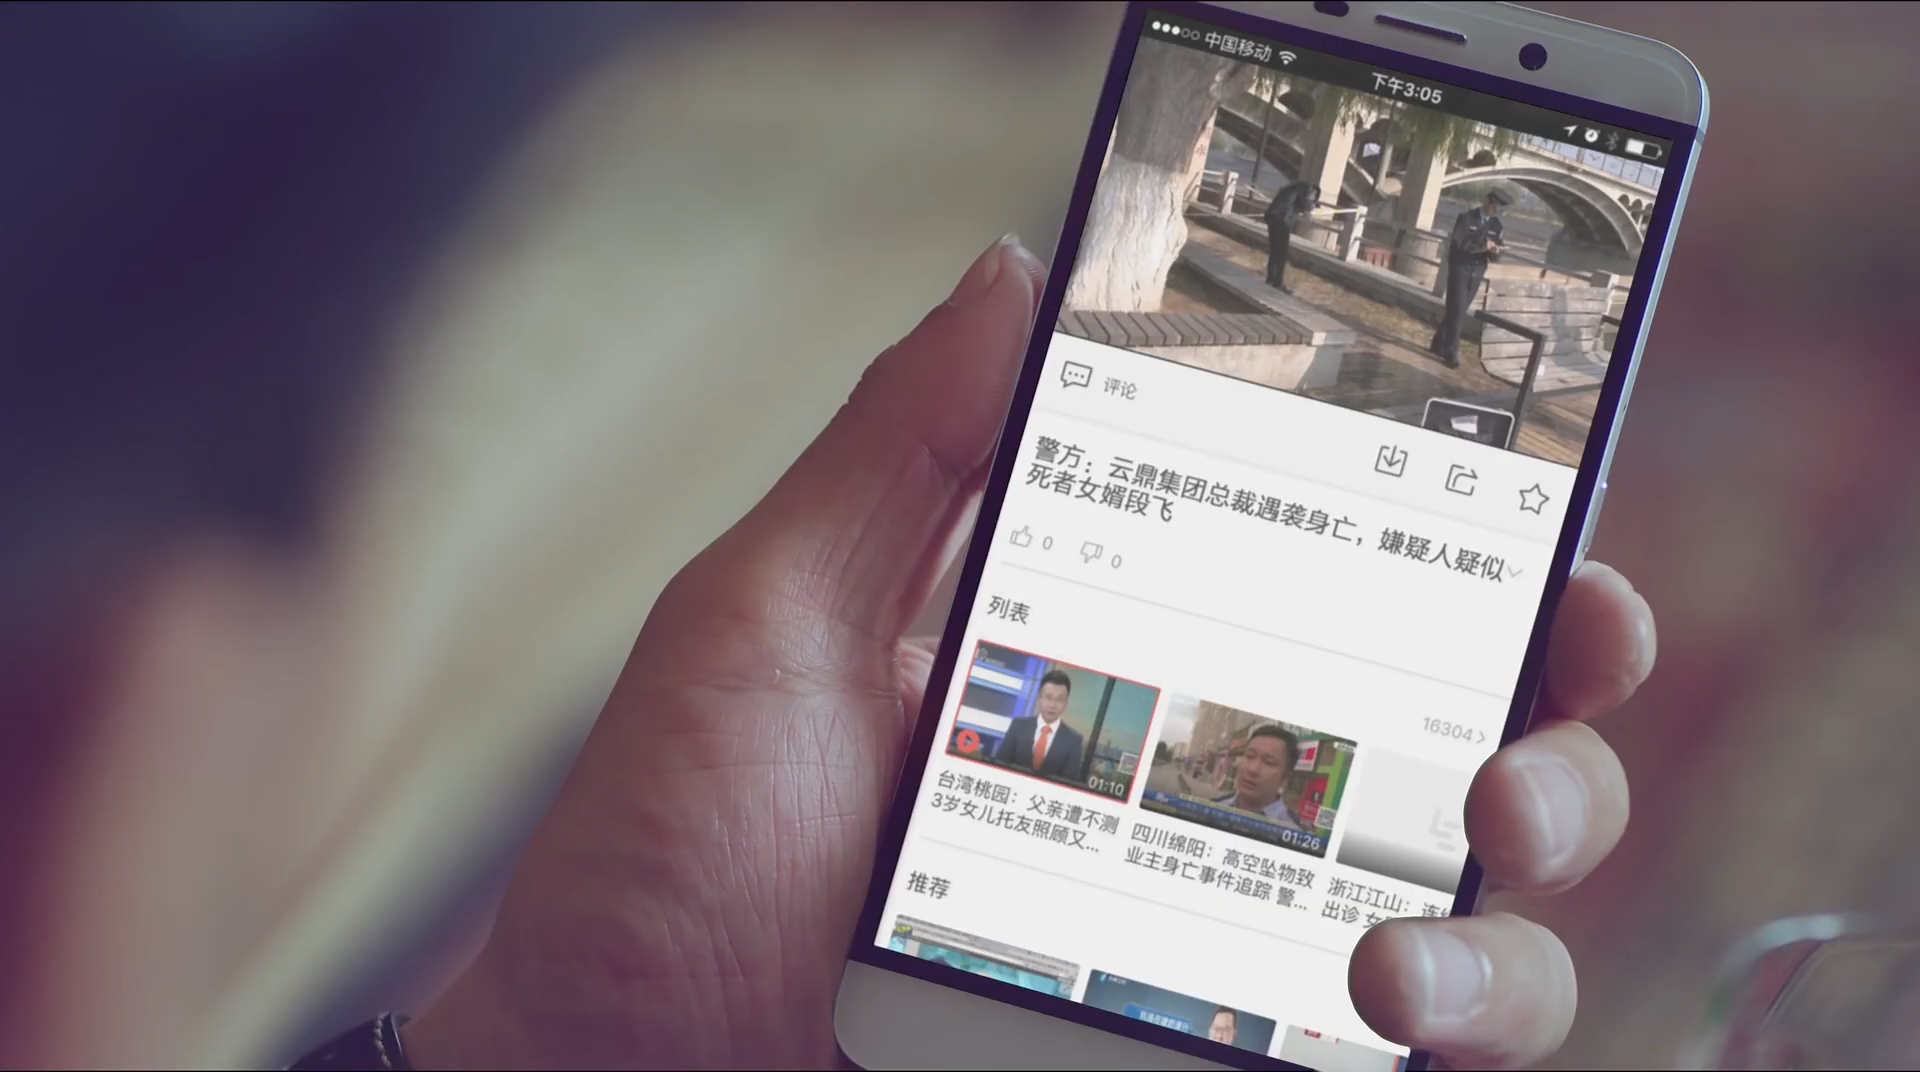 中国移动
下午3:05
评论
警方：云鼎集团总裁遇袭身亡，嫌疑人疑似
死者女婿段飞
0
0
列表
16304
01:10
01:26
台湾桃园：父亲遭不测
3岁女儿托友照顾又...
四川绵阳：高空坠物致
业主身亡事件追踪 警...
浙江江山：连
出诊 女
推荐